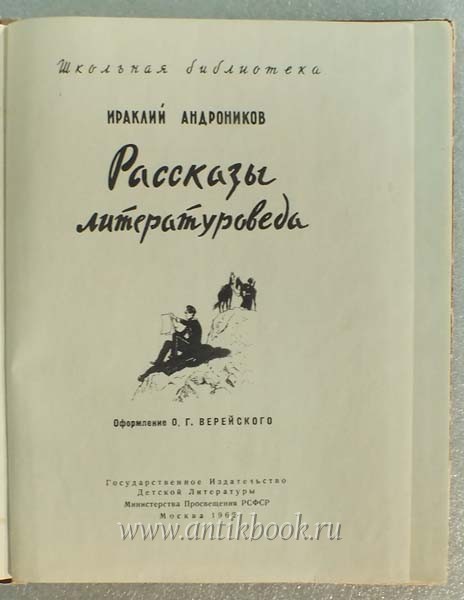 Школьная библиотека
ИРАКЛИЙ АНДРОНИКОВ
Рассказы
литературоведа
Оформление О. Г. ВЕРЕЙСКОГО
Государственное Издательство
Детской Литературы
Министерства Просвещения РСФСР
Москва 1962
www.antikbook.ru